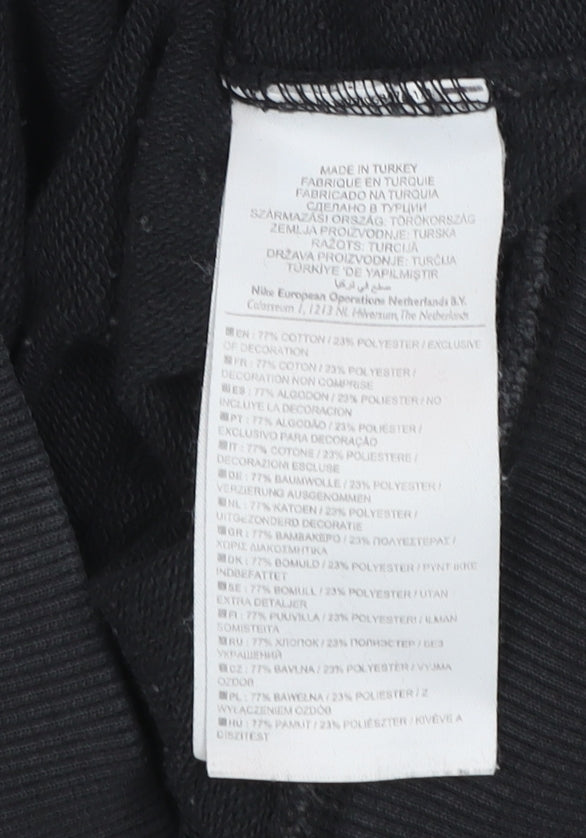 MADE IN TURKEY
FABRIQUE EN TURQUIE
FABRICADO NA TURQUIA
СДЕЛАНО В ТУРЦИИ
SZÁRMAZÁSI ORSZÁG: TÖRÖKORSZÁG
ZEMLJA PROIZVODNJE: TURSKA
RAŽOTS: TURCIJĀ
DRŽAVA PROIZVODNJE: TURČIJA
TÜRKİYE 'DE YAPILMIŞTIR
صنع في تركيا
Nike European Operations Netherlands B.V.
Colosseum 1, 1213 NL Hilversum, The Netherlands
EN : 77% COTTON / 23% POLYESTER / EXCLUSIVE
OF DECORATION
FR : 77% COTON / 23% POLYESTER /
DECORATION NON COMPRISE
ES : 77% ALGODON / 23% POLIESTER / NO
INCLUYE LA DECORACION
PT : 77% ALGODÃO / 23% POLIÉSTER /
EXCLUSIVO PARA DECORAÇÃO
IT : 77% COTONE / 23% POLIESTERE /
DECORAZIONI ESCLUSE
DE : 77% BAUMWOLLE / 23% POLYESTER /
VERZIERUNG AUSGENOMMEN
NL : 77% KATOEN / 23% POLYESTER /
UITGEZONDERD DECORATIE
GR : 77% ΒΑΜΒΑΚΕΡΟ / 23% ΠΟΛΥΕΣΤΕΡΑΣ /
ΧΩΡΙΣ ΔΙΑΚΟΣΜΗΤΙΚΑ
DK : 77% BOMULD / 23% POLYESTER / PYNT IKKE
INDBEFATTET
SE : 77% BOMULL / 23% POLYESTER / UTAN
EXTRA DETALJER
FI : 77% PUUVILLA / 23% POLYESTERI / ILMAN
SOMISTEITA
RU : 77% ХЛОПОК / 23% ПОЛИЭСТЕР / БЕЗ
УКРАШЕНИЙ
CZ : 77% BAVLNA / 23% POLYESTER / VYJMA
OZDOB
PL : 77% BAWEŁNA / 23% POLIESTER / Z
WYŁĄCZENIEM OZDÓB
HU : 77% PAMUT / 23% POLIÉSZTER / KIVÉVE A
DÍSZÍTÉST